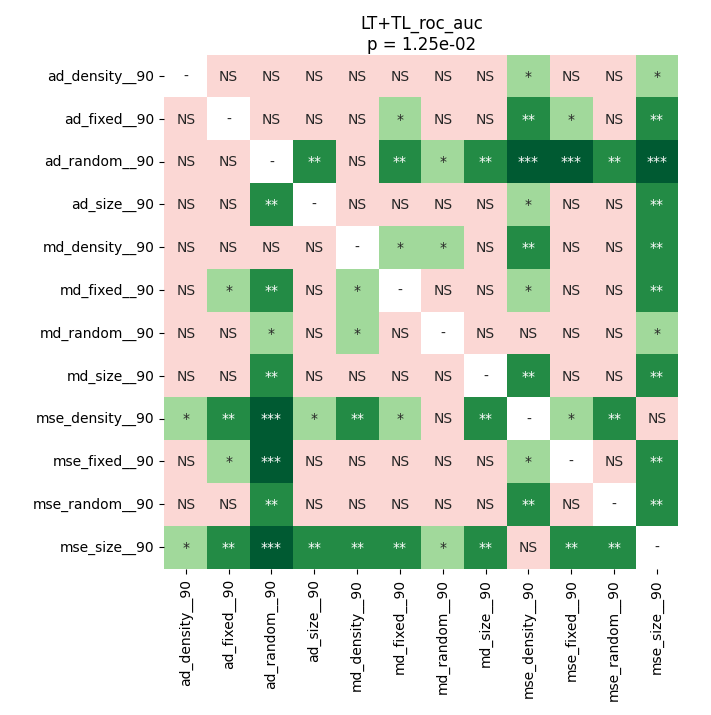 LT+TL_roc_auc
p = 1.25e-02
ad_density__90 - NS NS NS NS NS NS NS * NS NS *
ad_fixed__90 NS - NS NS NS * NS NS ** * NS **
ad_random__90 NS NS - ** NS ** * ** *** *** ** ***
ad_size__90 NS NS ** - NS NS NS NS * NS NS **
md_density__90 NS NS NS NS - * * NS ** NS NS **
md_fixed__90 NS * ** NS * - NS NS * NS NS **
md_random__90 NS NS * NS * NS - NS NS NS NS *
md_size__90 NS NS ** NS NS NS NS - ** NS NS **
mse_density__90 * ** *** * ** * NS ** - * ** NS
mse_fixed__90 NS * *** NS NS NS NS NS * - NS **
mse_random__90 NS NS ** NS NS NS NS NS ** NS - **
mse_size__90 * ** *** ** ** ** * ** NS ** ** -
ad_density__90
ad_fixed__90
ad_random__90
ad_size__90
md_density__90
md_fixed__90
md_random__90
md_size__90
mse_density__90
mse_fixed__90
mse_random__90
mse_size__90